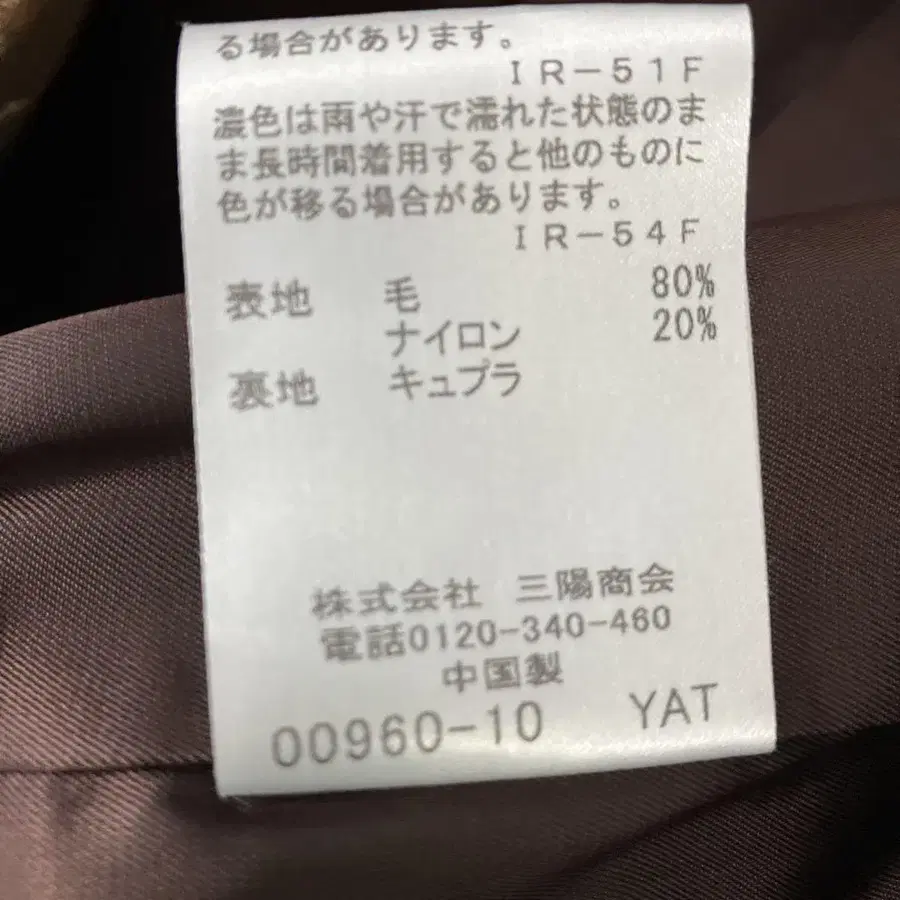 る場合があります。
IR－51F
濃色は雨や汗で濡れた状態のま
ま長時間着用すると他のものに
色が移る場合があります。
IR－54F
表地 毛 80%
ナイロン 20%
裏地 キュプラ
株式会社 三陽商会
電話0120-340-460
中国製
00960-10 YAT